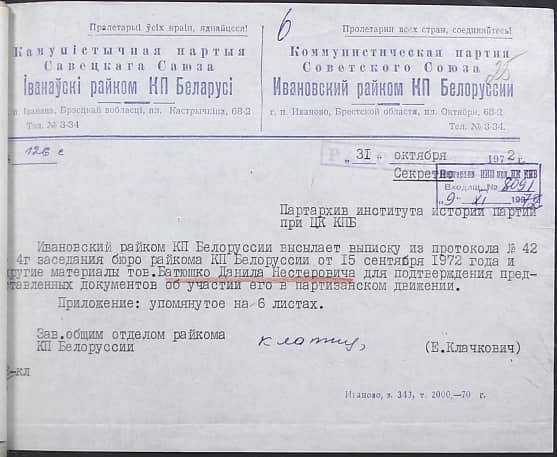 6
25
Пралетарыі ўсіх краін, яднайцеся!
Камуністычная партыя
Савецкага Саюза
Іванаўскі райком КП Беларусі
п. Іванава, Брэсцкай вобласці, пл. Кастрычніка, 68-2
Тел. № 3-34
Пролетарии всех стран, соединяйтесь!
Коммунистическая партия
Советского Союза
Ивановский райком КП Белоруссии
г. п. Иваново, Брестской области, пл. Октября, 68-2
Тел. № 3-34.
126 с
"31" октября 1972г.
Секретно
Входящ. № 8091
"9" XI 1972
Партархив института истории партии
при ЦК КПБ
Ивановский райком КП Белоруссии высылает выписку из протокола № 42
4г заседания бюро райкома КП Белоруссии от 15 сентября 1972 года и
другие материалы тов. Батюшко Данила Нестеровича для подтверждения пред-
ставленных документов об участии его в партизанском движении.
Приложение: упомянутое на 6 листах.
Зав.общим отделом райкома
КП Белоруссии
(Е.Клачкович)
-кл
Иваново, з. 343, т. 2000,—70 г.